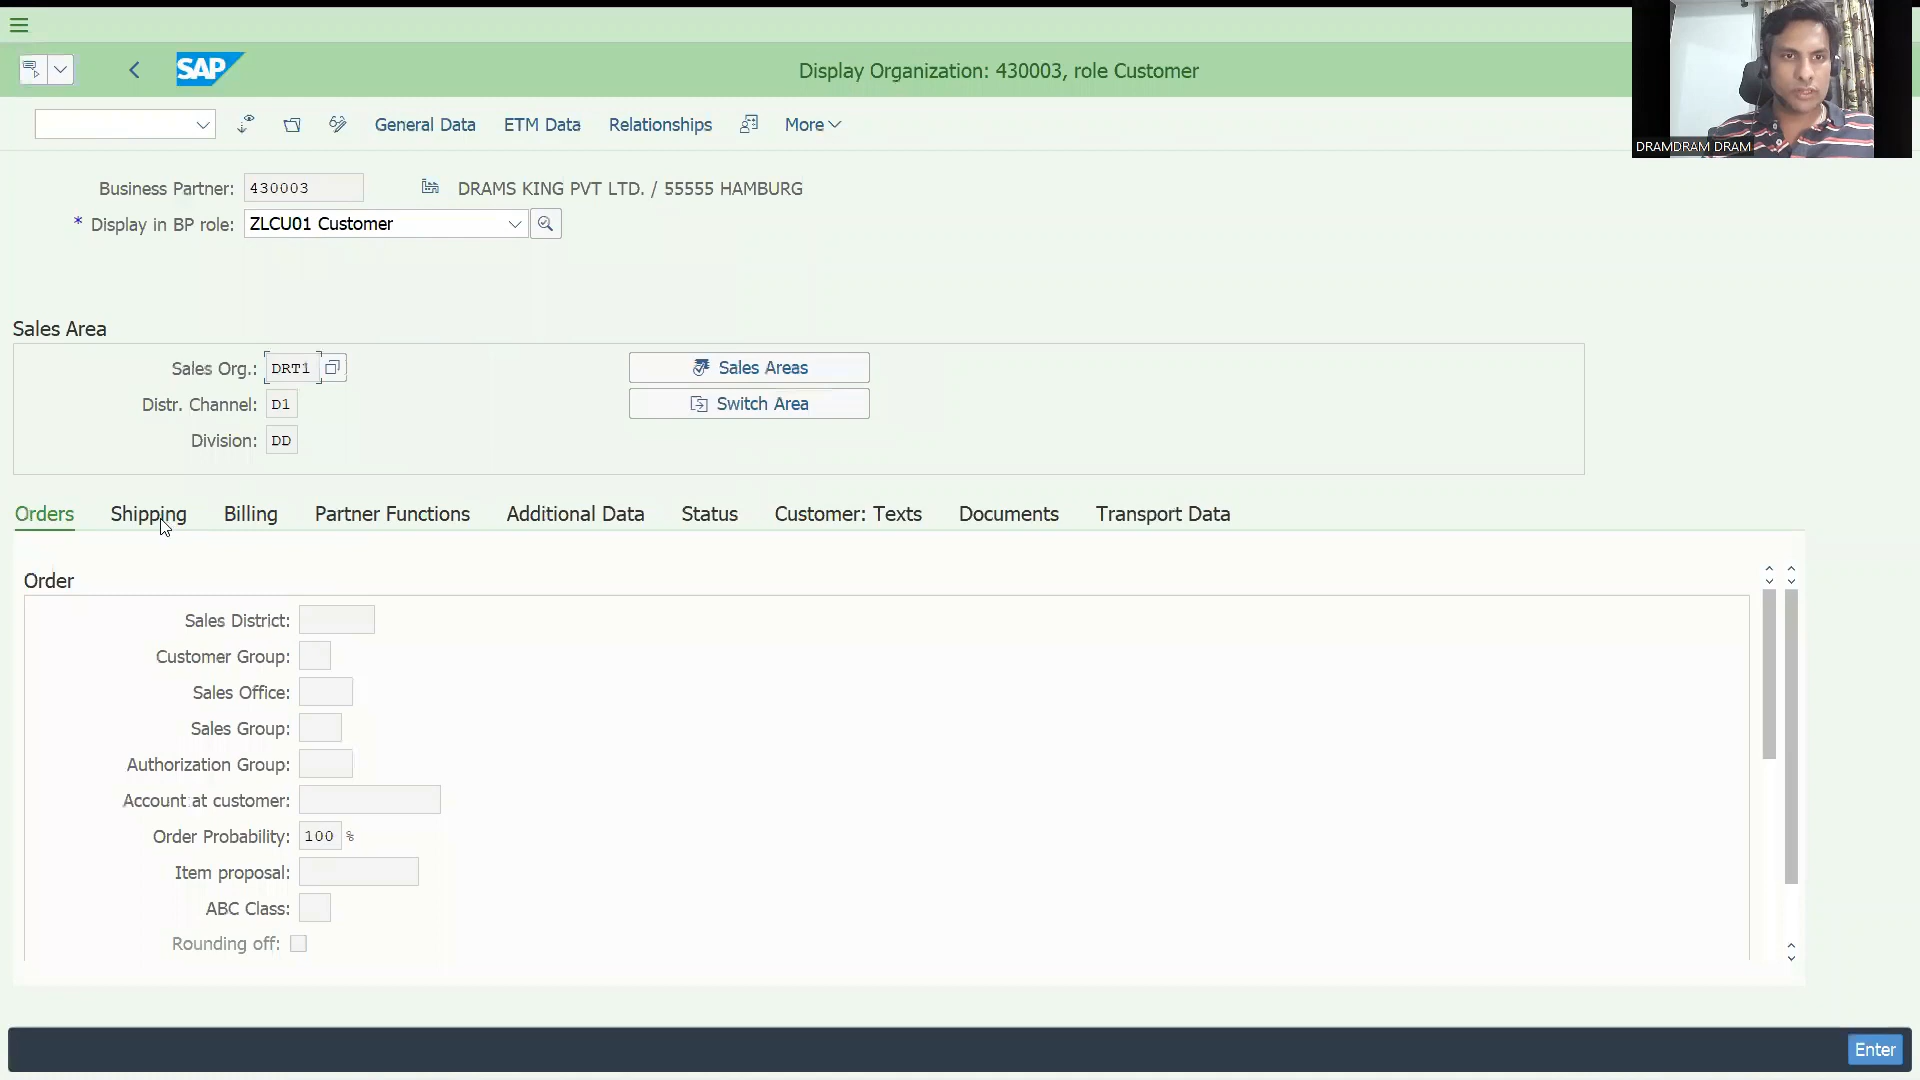 SAP
Display Organization: 430003, role Customer
DRAMDRAM DRAM
General Data
ETM Data
Relationships
More
Business Partner: 430003
DRAMS KING PVT LTD. / 55555 HAMBURG
* Display in BP role: ZLCU01 Customer
Sales Area
Sales Org.: DRT1
Sales Areas
Distr. Channel: D1
Switch Area
Division: DD
Orders
Shipping
Billing
Partner Functions
Additional Data
Status
Customer: Texts
Documents
Transport Data
Order
Sales District:
Customer Group:
Sales Office:
Sales Group:
Authorization Group:
Account at customer:
Order Probability: 100 %
Item proposal:
ABC Class:
Rounding off:
Enter